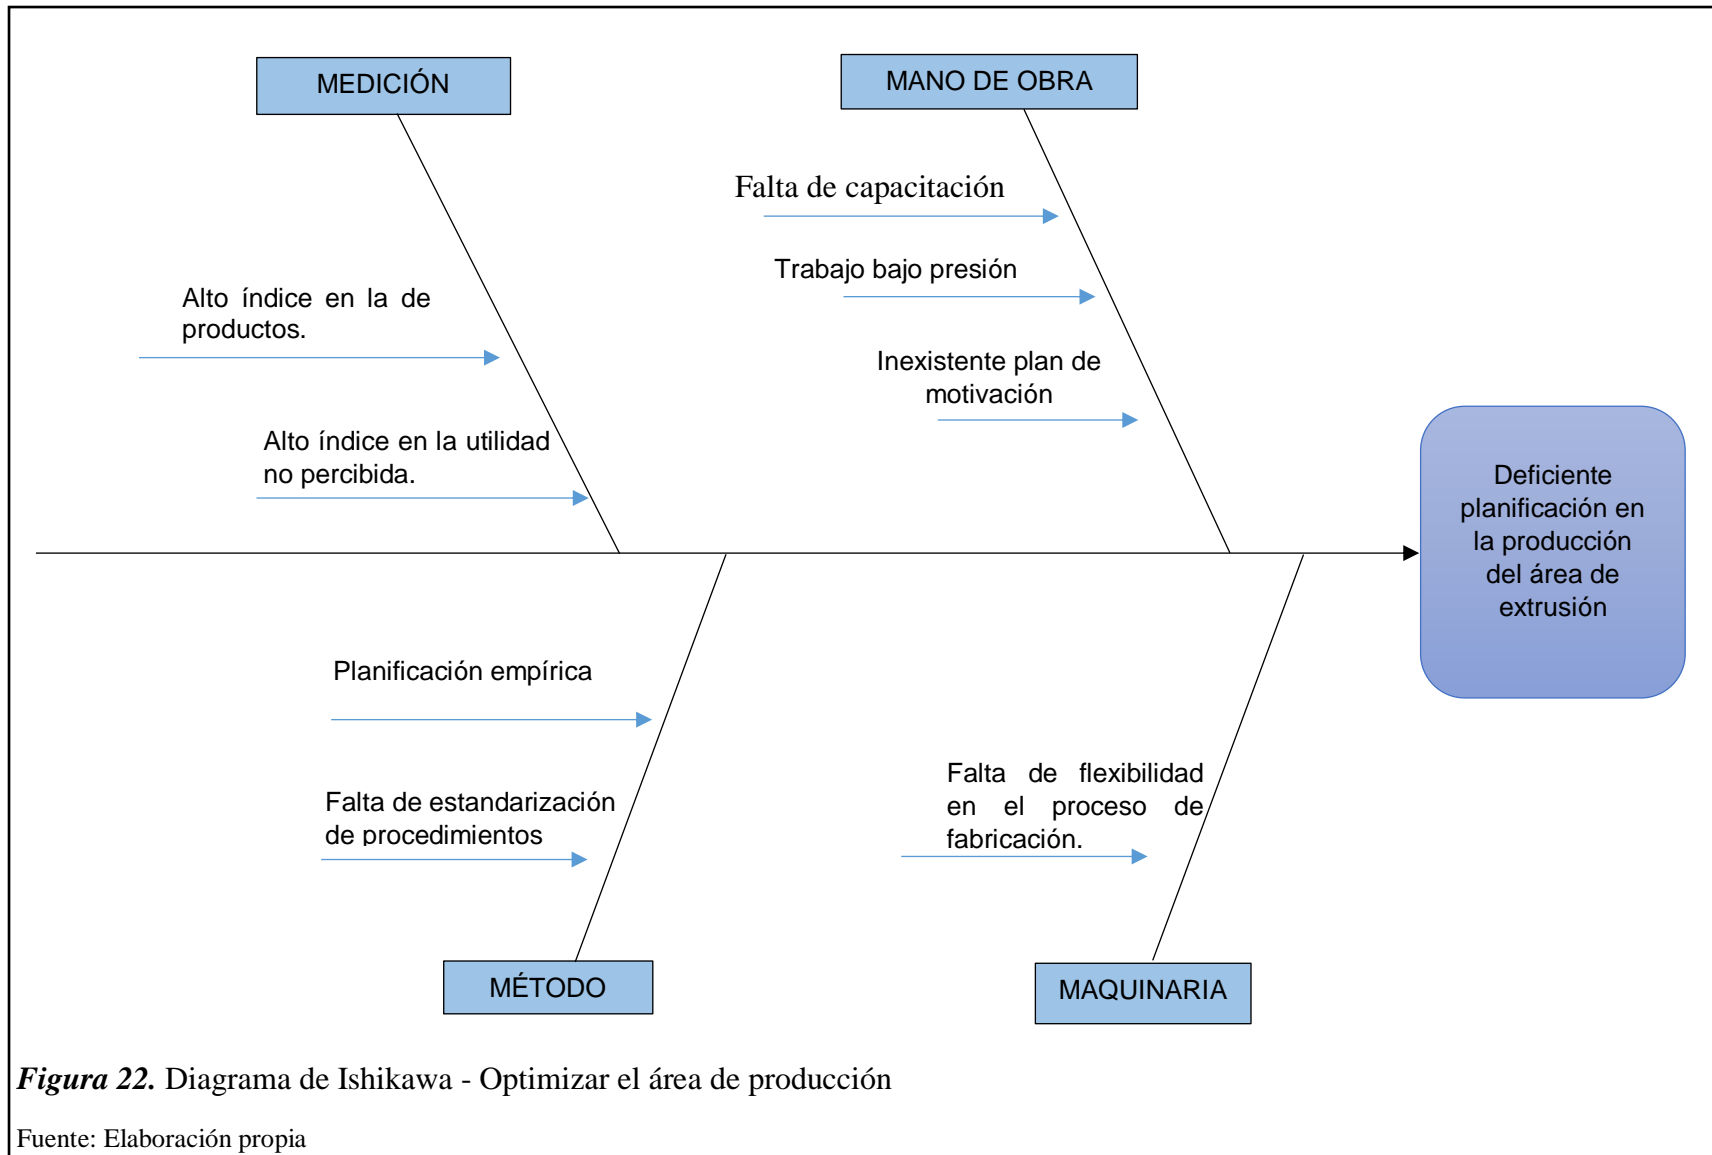 MEDICIÓN
MANO DE OBRA
Falta de capacitación
Trabajo bajo presión
Alto índice en la de
productos.
Inexistente plan de
motivación
Alto índice en la utilidad
no percibida.
Deficiente
planificación en
la producción
del área de
extrusión
Planificación empírica
Falta de estandarización
de procedimientos
Falta de flexibilidad
en el proceso de
fabricación.
MÉTODO
MAQUINARIA
Figura 22. Diagrama de Ishikawa - Optimizar el área de producción
Fuente: Elaboración propia